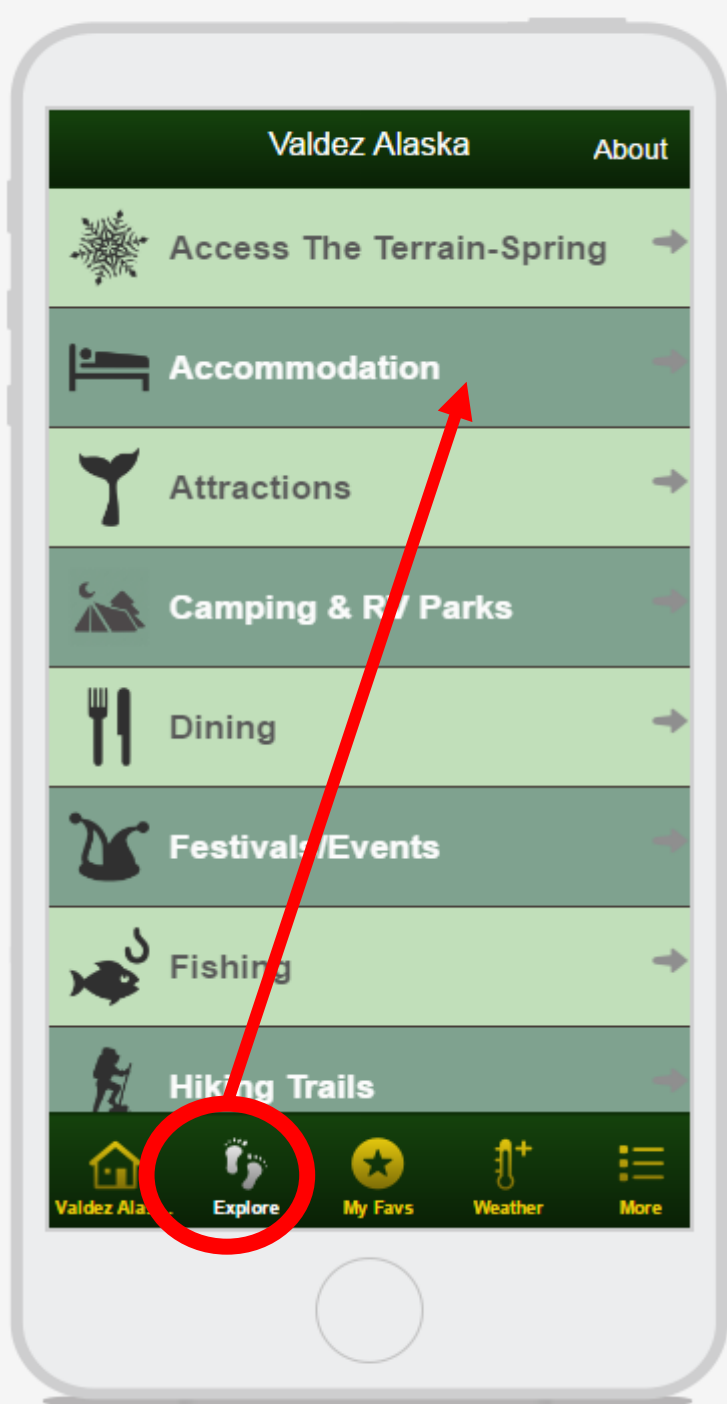 Valdez Alaska
About
Access The Terrain-Spring
Accommodation
Attractions
Camping & RV Parks
Dining
Festivals/Events
Fishing
Hiking Trails
Valdez Ala...
Explore
My Favs
Weather
More